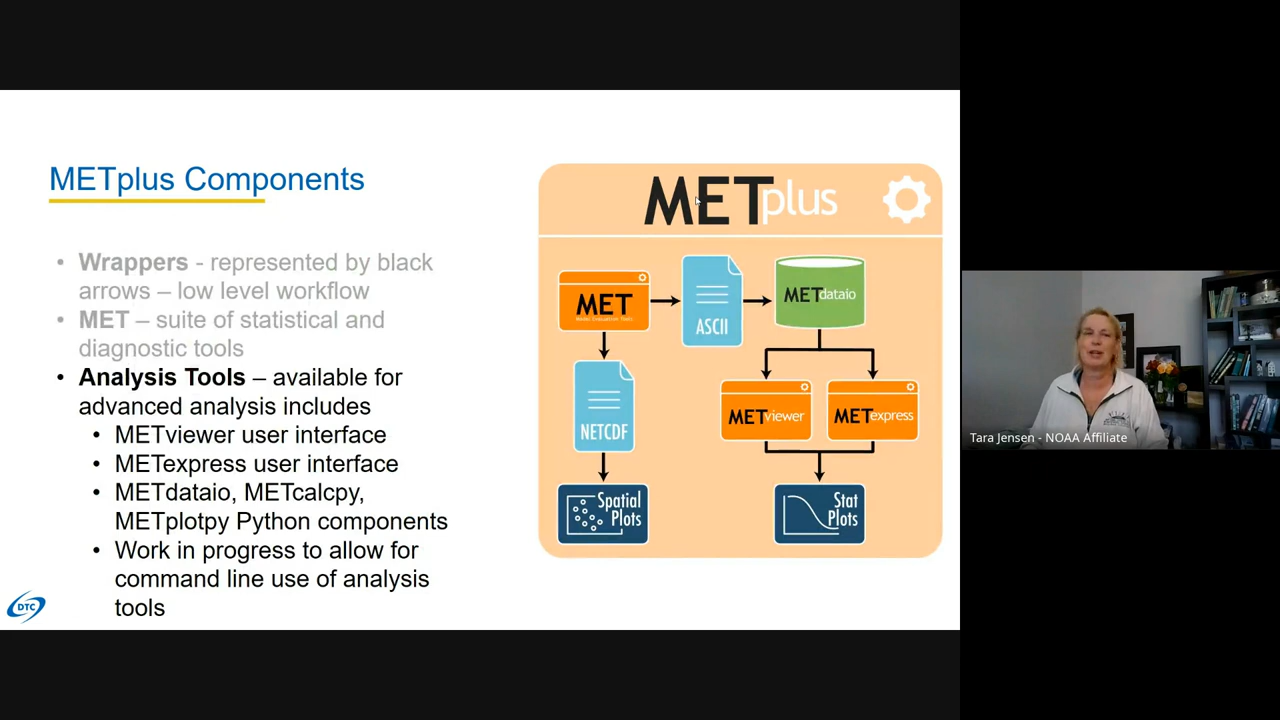 METplus Components
• Wrappers - represented by black
arrows – low level workflow
• MET – suite of statistical and
diagnostic tools
• Analysis Tools – available for
advanced analysis includes
• METviewer user interface
• METexpress user interface
• METdataio, METcalcpy,
METplotpy Python components
• Work in progress to allow for
command line use of analysis
tools
DTC
METplus
MET
Model Evaluation Tools
ASCII
METdataio
NETCDF
METviewer
METexpress
Spatial
Plots
Stat
Plots
Tara Jensen - NOAA Affiliate